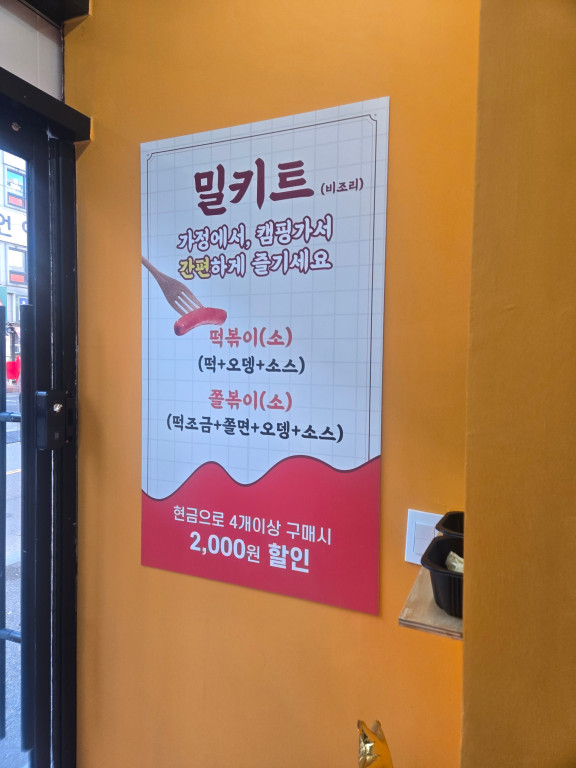 밀키트 (비조리)
가정에서, 캠핑가서
간편하게 즐기세요
떡볶이(소)
(떡+오뎅+소스)
쫄볶이(소)
(떡조금+쫄면+오뎅+소스)
현금으로 4개이상 구매시
2,000원 할인